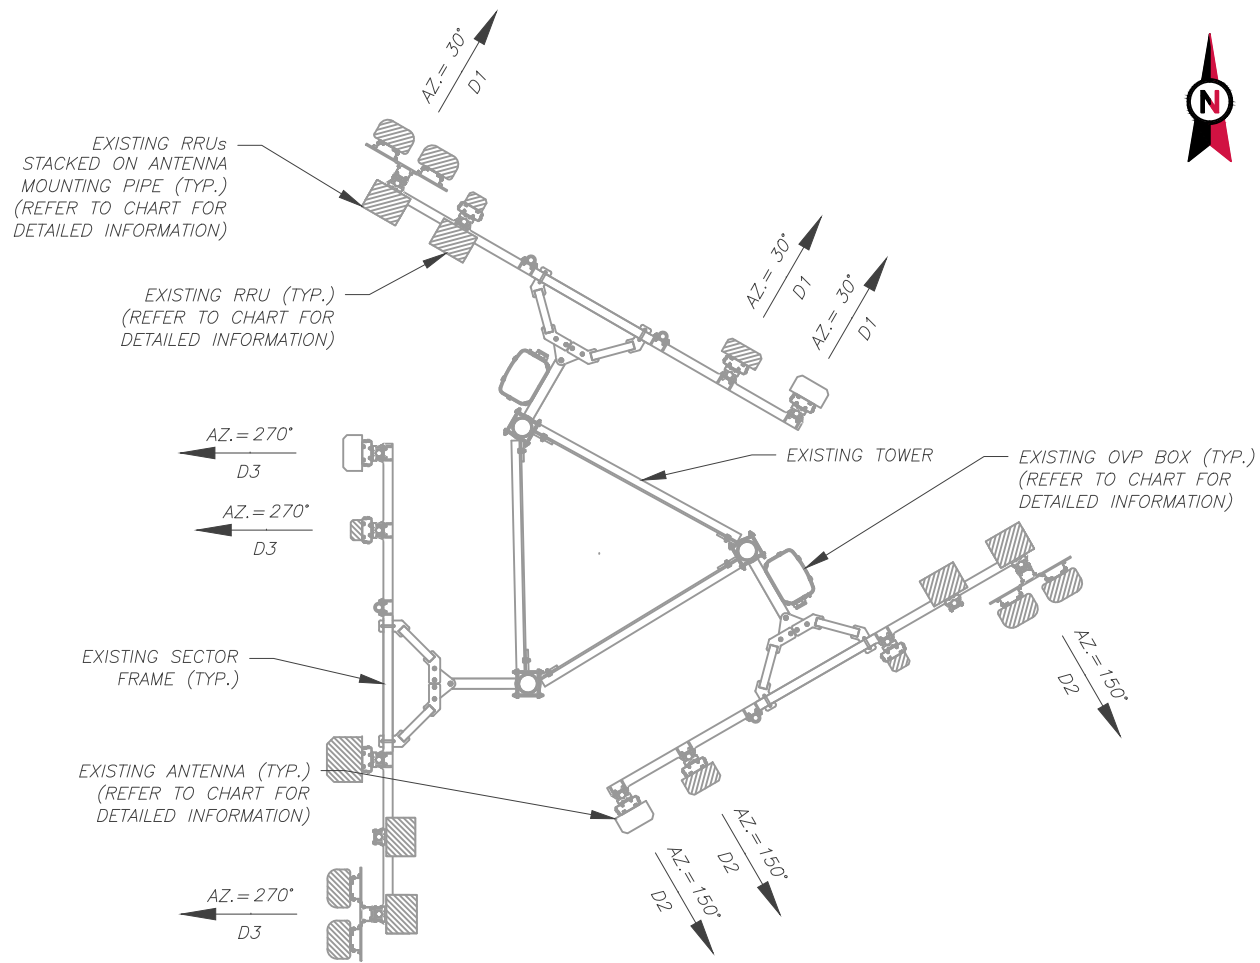 AZ.= 30°
D1
N
EXISTING RRUs
STACKED ON ANTENNA
MOUNTING PIPE (TYP.)
(REFER TO CHART FOR
DETAILED INFORMATION)
EXISTING RRU (TYP.)
(REFER TO CHART FOR
DETAILED INFORMATION)
AZ.= 30°
D1
AZ.= 30°
D1
AZ.= 270°
D3
AZ.= 270°
D3
EXISTING TOWER
EXISTING OVP BOX (TYP.)
(REFER TO CHART FOR
DETAILED INFORMATION)
EXISTING SECTOR
FRAME (TYP.)
AZ.=150°
D2
EXISTING ANTENNA (TYP.)
(REFER TO CHART FOR
DETAILED INFORMATION)
AZ.=150°
D2
AZ.=150°
D2
AZ.= 270°
D3